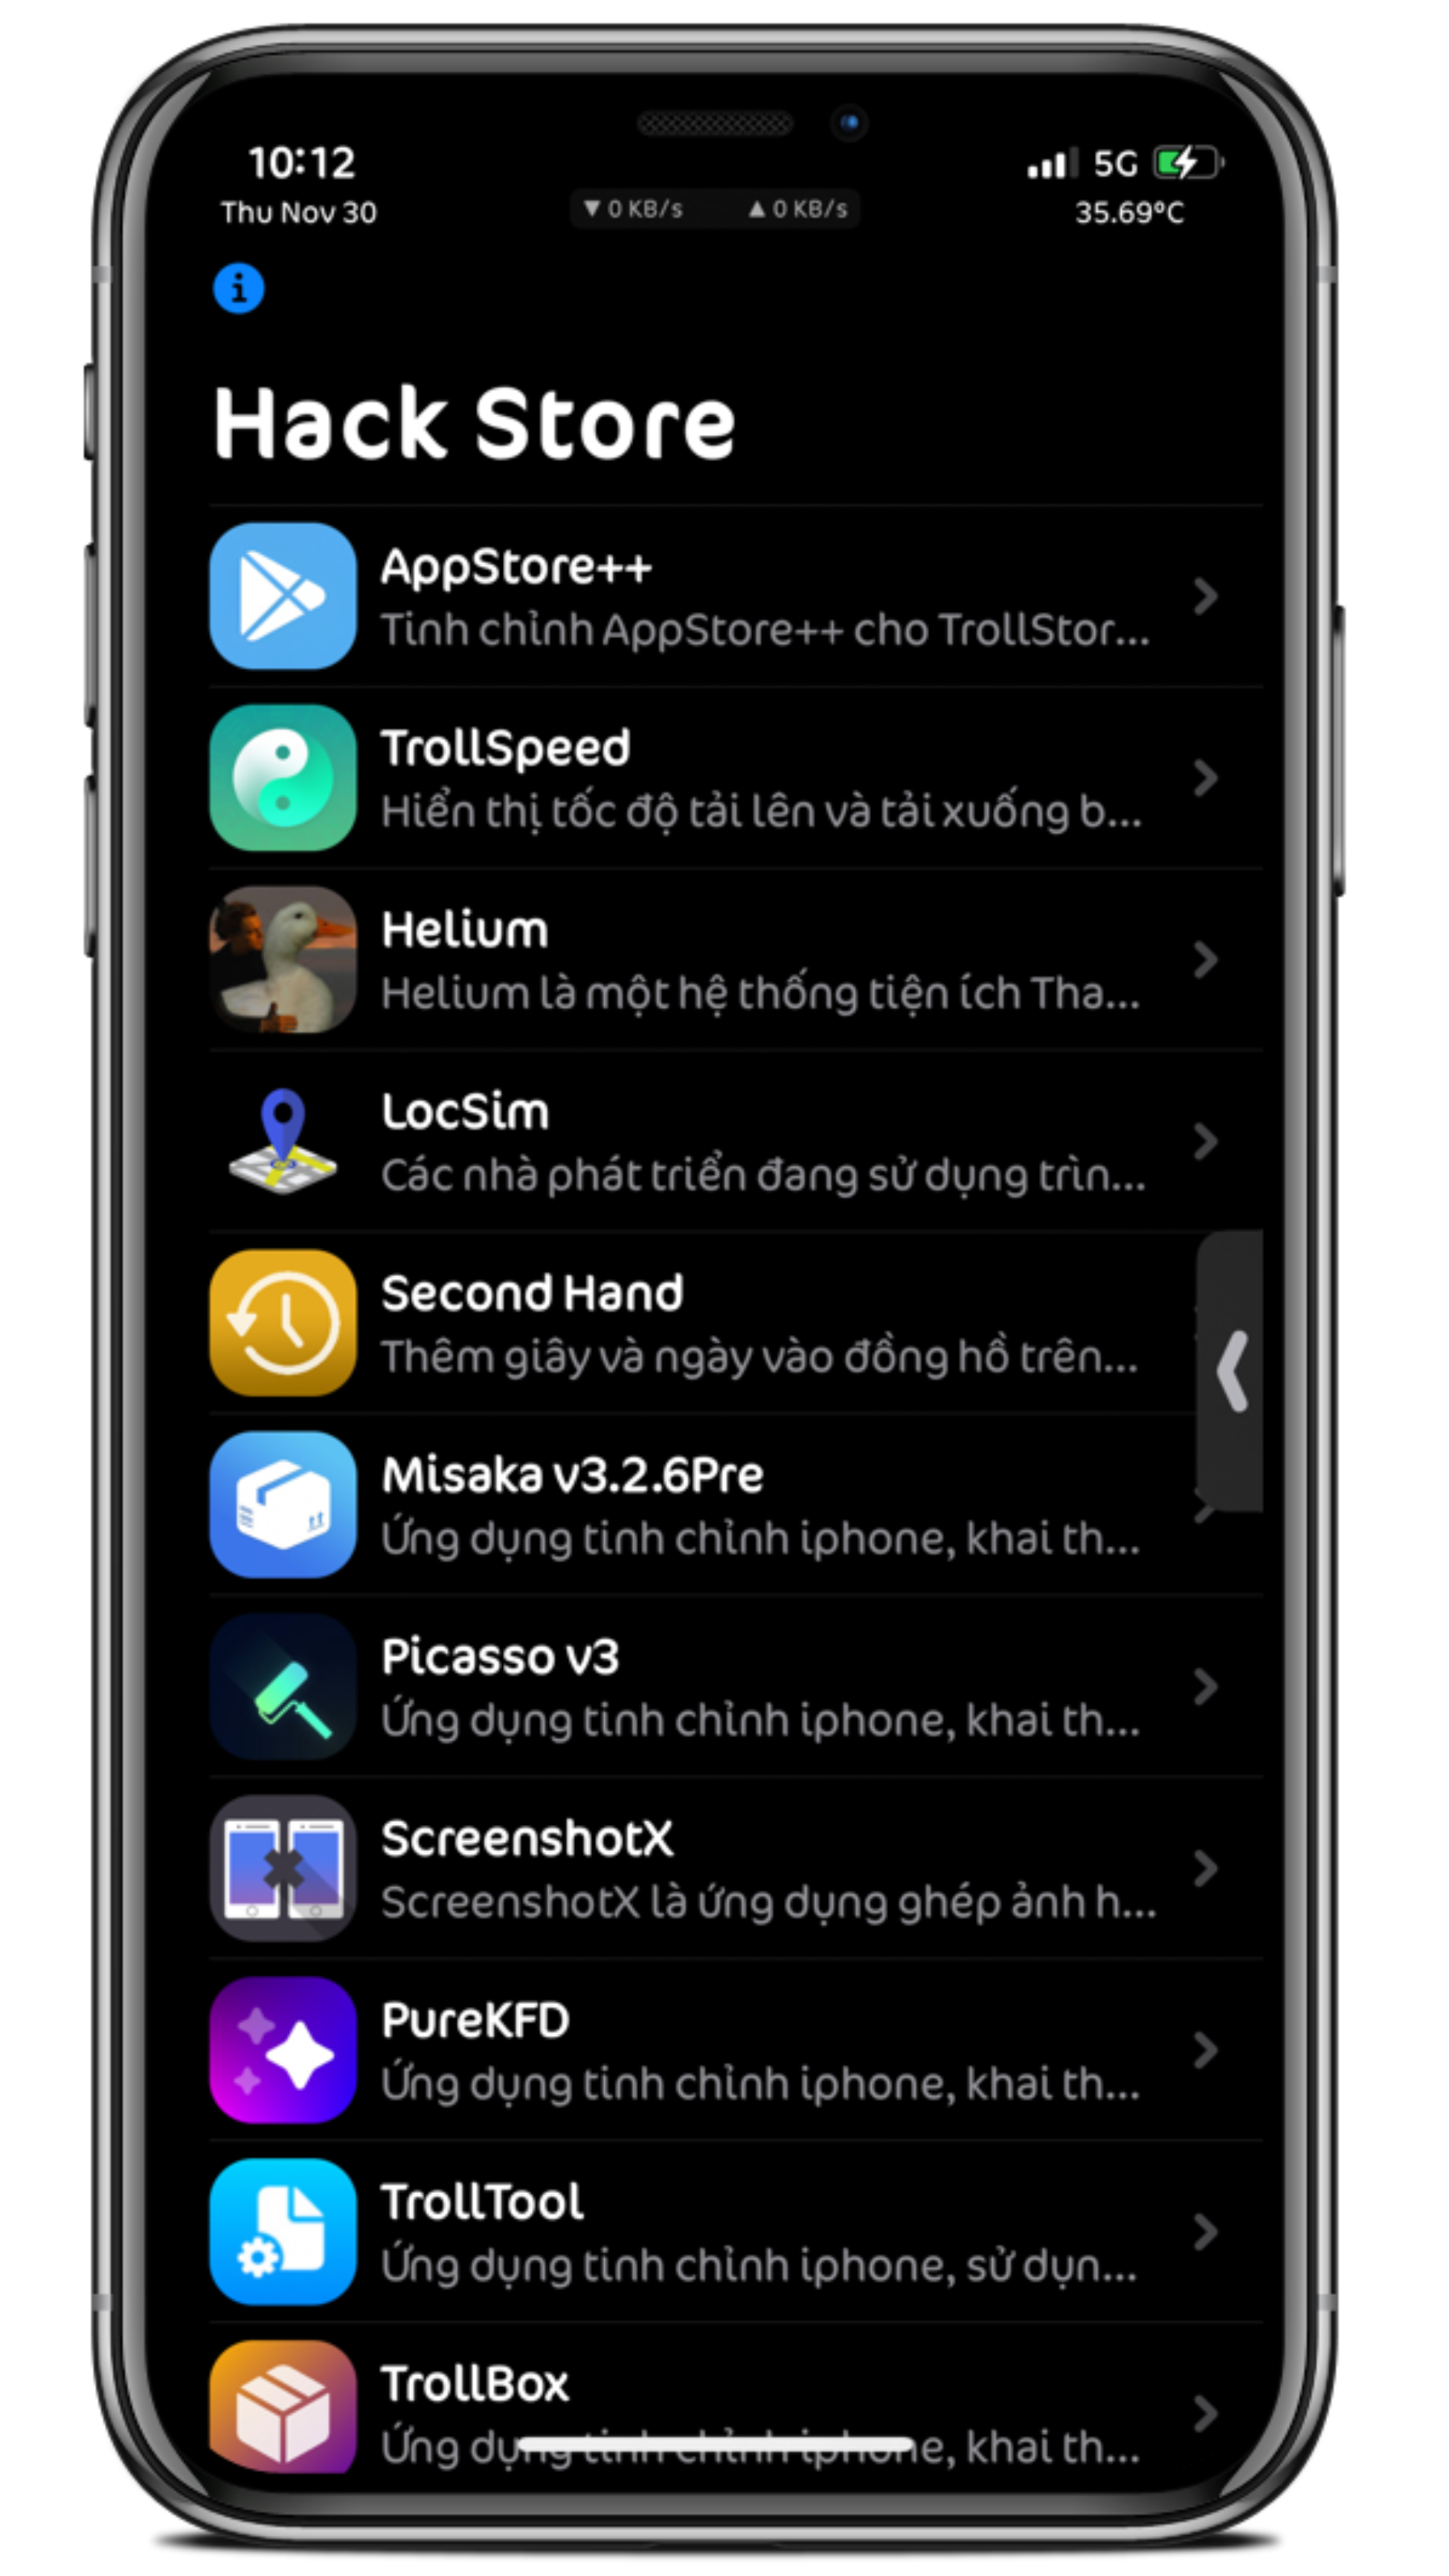 10:12
5G
Thu Nov 30
▼ 0 KB/s ▲ 0 KB/s
35.69°C
Hack Store
AppStore++
Tinh chỉnh AppStore++ cho TrollStor...
TrollSpeed
Hiển thị tốc độ tải lên và tải xuống b...
Helium
Helium là một hệ thống tiện ích Tha...
LocSim
Các nhà phát triển đang sử dụng trìn...
Second Hand
Thêm giây và ngày vào đồng hồ trên...
Misaka v3.2.6Pre
Ứng dụng tinh chỉnh iphone, khai th...
Picasso v3
Ứng dụng tinh chỉnh iphone, khai th...
ScreenshotX
ScreenshotX là ứng dụng ghép ảnh h...
PureKFD
Ứng dụng tinh chỉnh iphone, khai th...
TrollTool
Ứng dụng tinh chỉnh iphone, sử dụn...
TrollBox
Ứng dụng tinh chỉnh iphone, khai th...